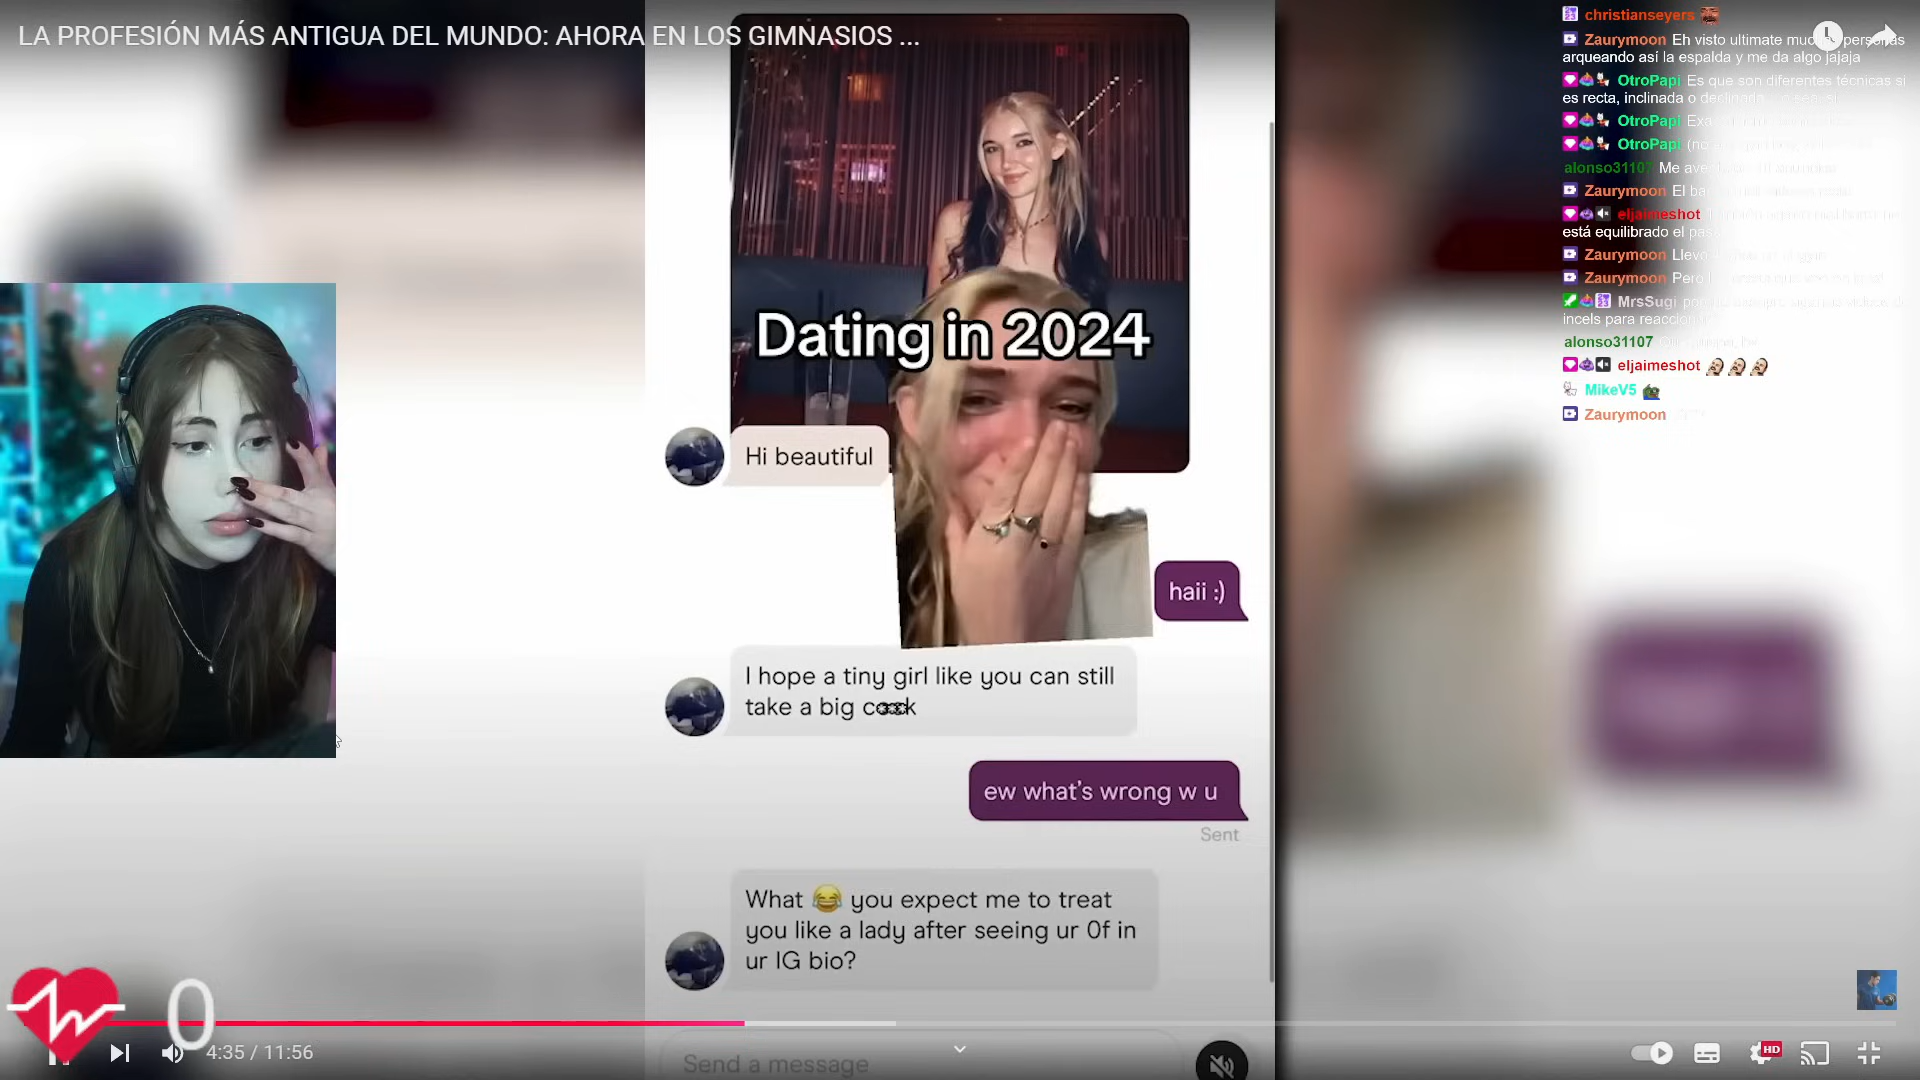 LA PROFESIÓN MÁS ANTIGUA DEL MUNDO: AHORA EN LOS GIMNASIOS ...
Dating in 2024
Hi beautiful
haii :)
I hope a tiny girl like you can still
take a big c k
ew what's wrong w u
Sent
What 😂 you expect me to treat
you like a lady after seeing ur 0f in
ur IG bio?
Send a message
0
4:35 / 11:56
HD
christianseyers
Zaurymoon Eh visto ultimate
arqueando así la espalda y me da algo jajaja
OtroPapi Es que son diferentes técnicas si
es recta, inclinada o
OtroPapi
OtroPapi
alonso31107 Me
Zaurymoon El
eljaimeshot
está equilibrado el
Zaurymoon
Zaurymoon Pero
MrsSugi
incels para
alonso31107
eljaimeshot
MikeV5
Zaurymoon